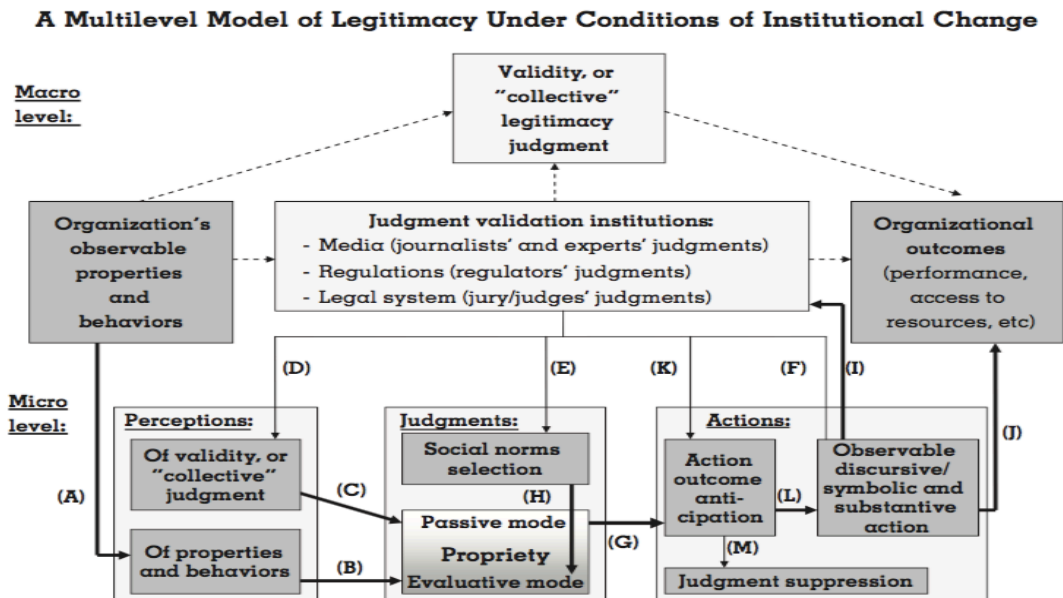 A Multilevel Model of Legitimacy Under Conditions of Institutional Change
Macro
level:
Validity, or
"collective"
legitimacy
judgment
Organization's
observable
properties
and
behaviors
Judgment validation institutions:
- Media (journalists' and experts' judgments)
- Regulations (regulators' judgments)
- Legal system (jury/judges' judgments)
Organizational
outcomes
(performance,
access to
resources, etc)
(D)
(E)
(K)
(F)
(I)
(J)
Micro
level:
Perceptions:
Judgments:
Actions:
Of validity, or
"collective"
judgment
Social norms
selection
Action
outcome
anti-
cipation
Observable
discursive/
symbolic and
substantive
action
(A)
(C)
(H)
(L)
Passive mode
Propriety
Evaluative mode
(G)
(M)
Of properties
and behaviors
(B)
Judgment suppression